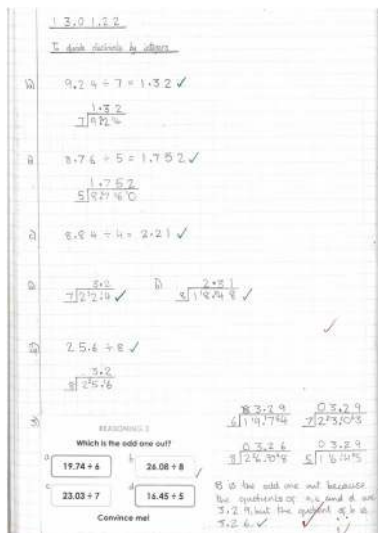 13.01.22
To divide decimals by integers
9.24 ÷ 7 = 1.32 ✓
1.32
7|9.24
8.76 ÷ 5 = 1.752 ✓
1.752
5|8.760
8.84 ÷ 4 = 2.21 ✓
3.2
7|22.4 ✓
b) 2.31
8|18.48 ✓
25.6 ÷ 8 ✓
3.2
8|25.6
REASONING 2
Which is the odd one out?
a 19.74 ÷ 6
b 26.08 ÷ 8
c 23.03 ÷ 7
d 16.45 ÷ 5
Convince me!
3.29
6|19.74
03.29
7|23.03
03.26
8|26.08
03.29
5|16.45
B is the odd one out because
the quotients of a, c and d are
3.29, but the quotient of b is
3.26. ✓